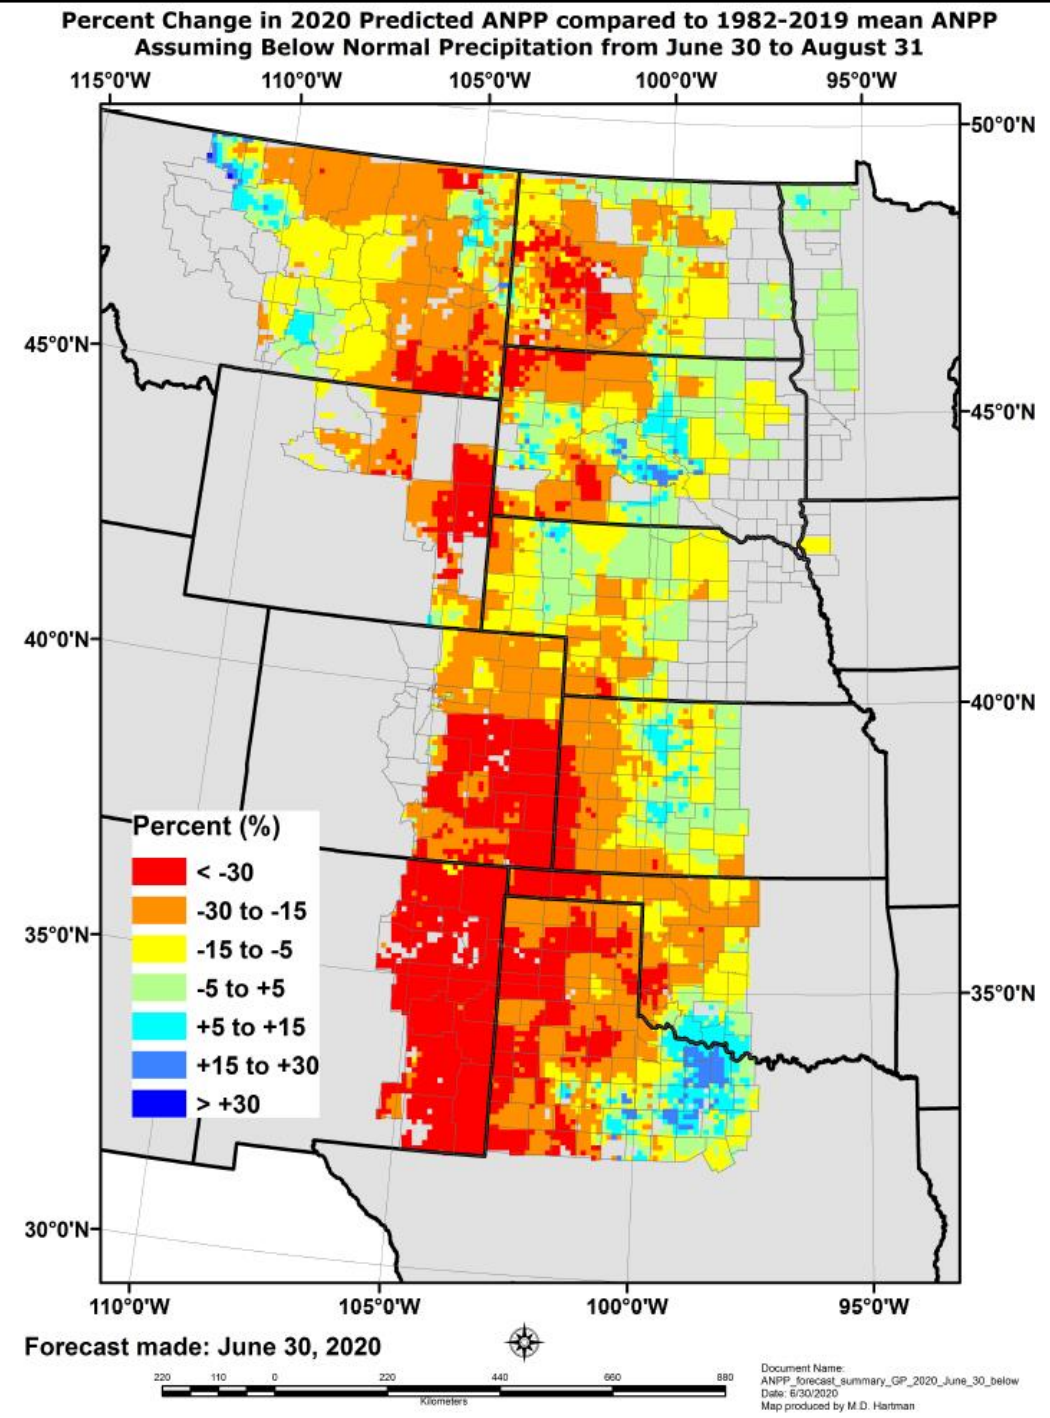 Percent Change in 2020 Predicted ANPP compared to 1982-2019 mean ANPP
Assuming Below Normal Precipitation from June 30 to August 31
115°0'W 110°0'W 105°0'W 100°0'W 95°0'W
50°0'N
45°0'N
45°0'N
40°0'N
40°0'N
Percent (%)
< -30
-30 to -15
-15 to -5
-5 to +5
+5 to +15
+15 to +30
> +30
35°0'N
35°0'N
30°0'N
110°0'W 105°0'W 100°0'W 95°0'W
Forecast made: June 30, 2020
220 110 0 220 440 660 880
Kilometers
Document Name:
ANPP_forecast_summary_GP_2020_June_30_below
Date: 6/30/2020
Map produced by M.D. Hartman